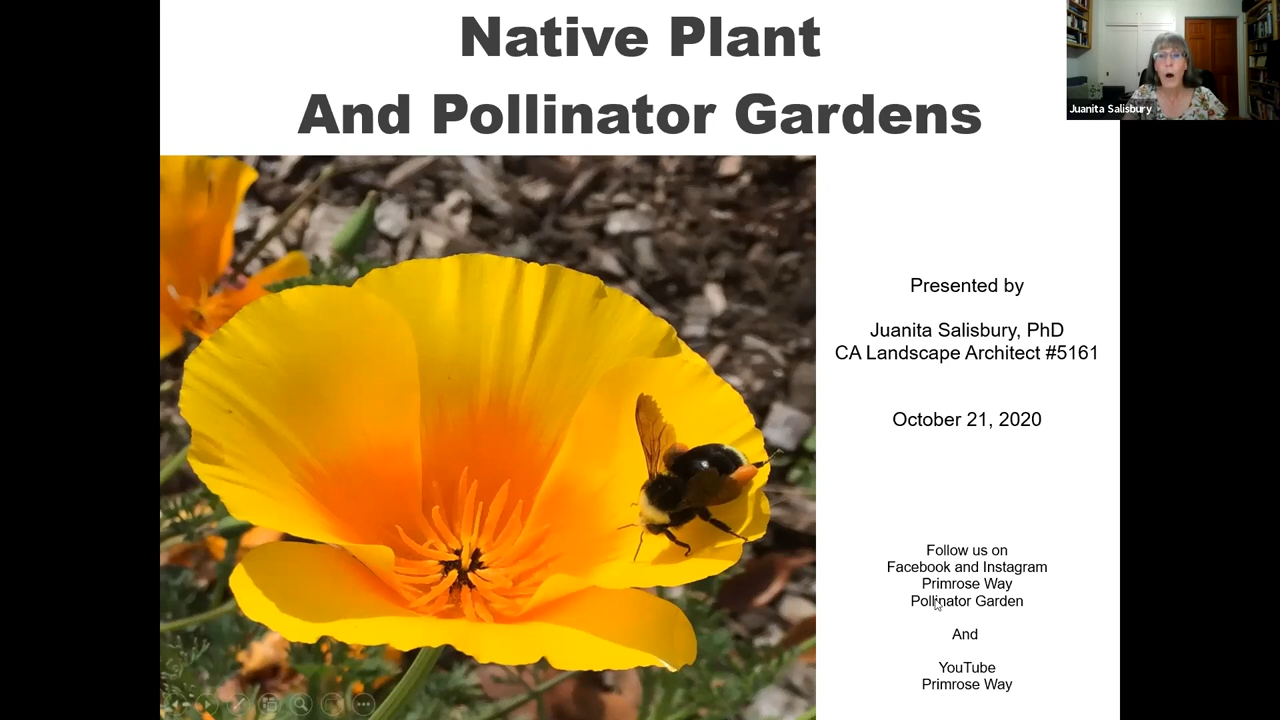 Native Plant
And Pollinator Gardens
Juanita Salisbury
Presented by
Juanita Salisbury, PhD
CA Landscape Architect #5161
October 21, 2020
Follow us on
Facebook and Instagram
Primrose Way
Pollinator Garden
And
YouTube
Primrose Way